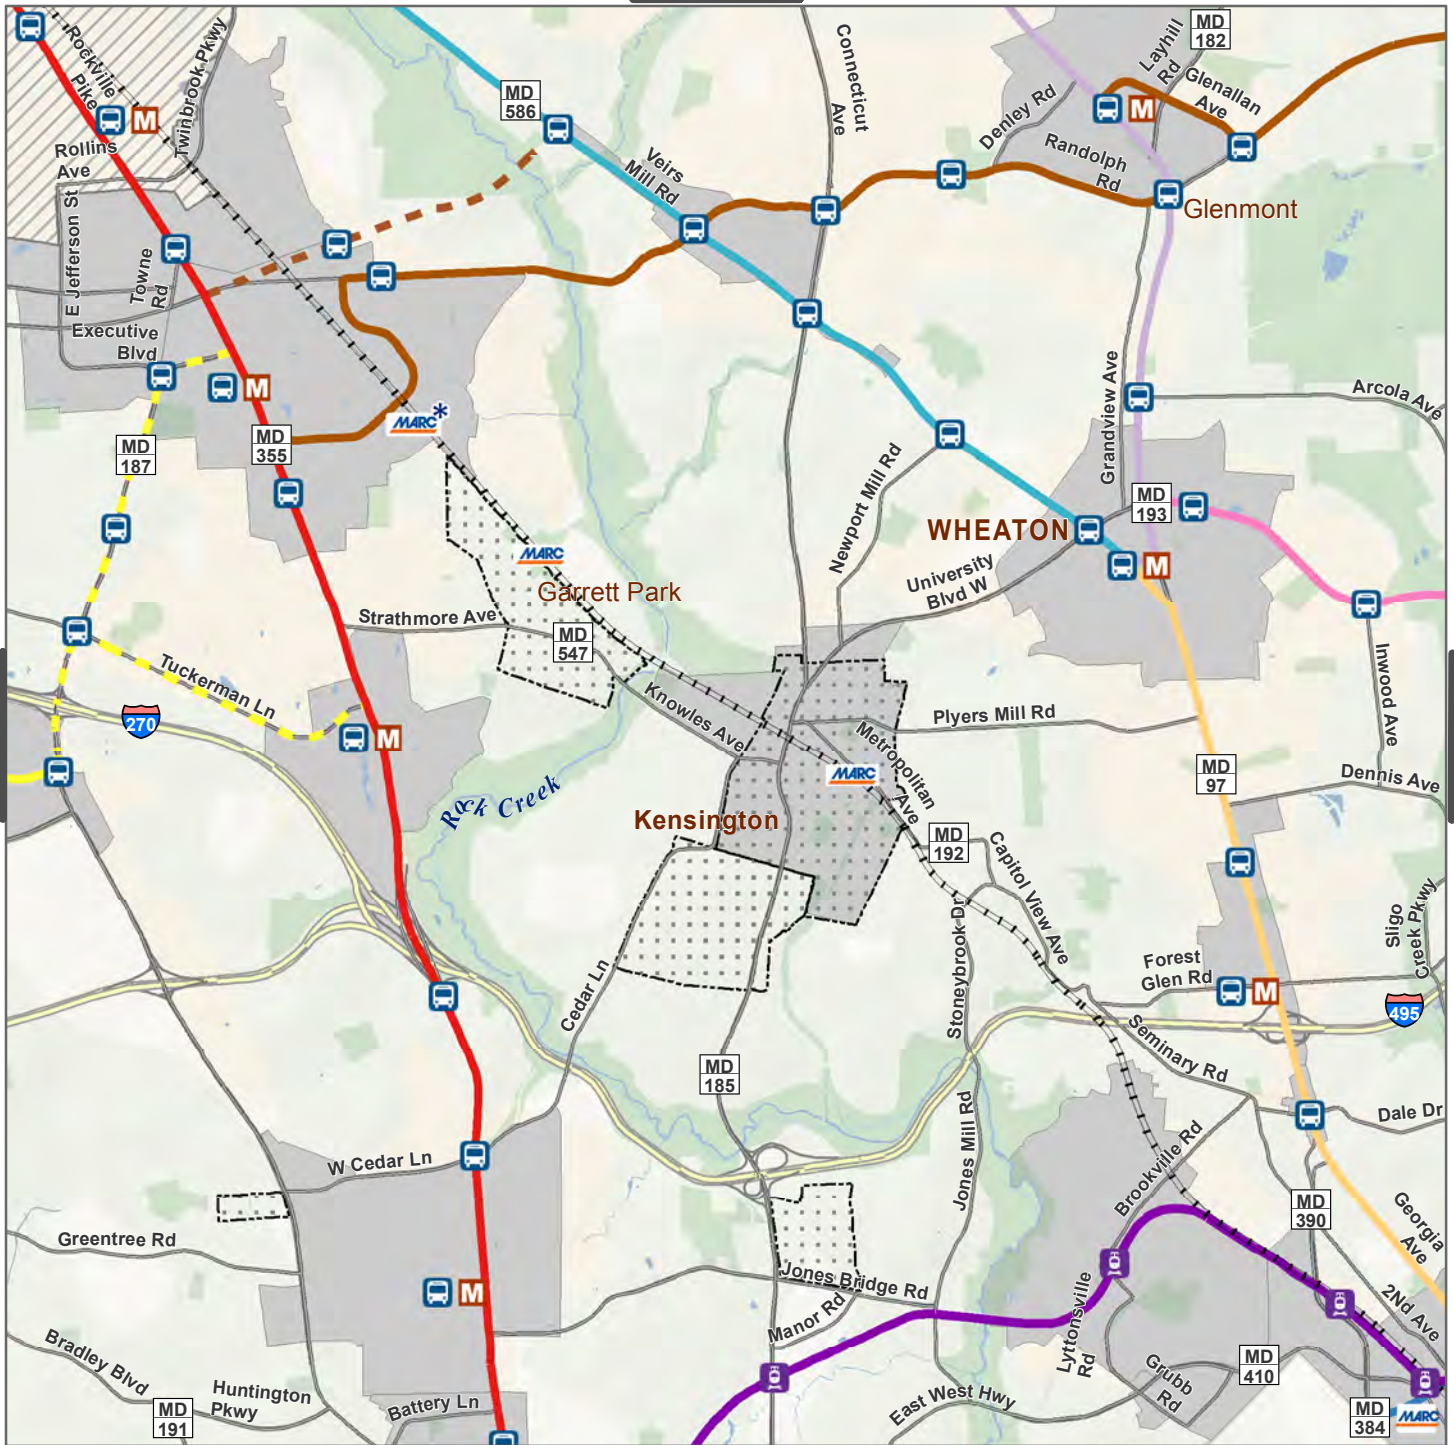 Rockville
Pike
Twinbrook Pkwy
M
Rollins
Ave
E Jefferson St
Towne
Rd
Executive
Blvd
M
MD
187
MD
355
MARC*
MD
586
Veirs
Mill Rd
Connecticut
Ave
Denley Rd
Layhill
Rd
MD
182
Glenallan
Ave
M
Randolph
Rd
Glenmont
Grandview Ave
Arcola Ave
Newport Mill Rd
MD
193
WHEATON
M
University
Blvd W
MARC
Garrett Park
Strathmore Ave
MD
547
Tuckerman Ln
270
M
Knowles Ave
Plyers Mill Rd
Metropolitan
Ave
MARC
Inwood Ave
MD
97
Dennis Ave
Rock Creek
Kensington
MD
192
Capitol View Ave
Stoneybrook Dr
Cedar Ln
Sligo
Creek Pkwy
Forest
Glen Rd
M
495
Seminary Rd
MD
185
Jones Mill Rd
Dale Dr
W Cedar Ln
Brookville Rd
MD
390
Georgia
Ave
Greentree Rd
M
Jones Bridge Rd
Manor Rd
Lyttonsville
Rd
2Nd Ave
Bradley Blvd
Huntington
Pkwy
MD
191
Battery Ln
East West Hwy
Grubb
Rd
MD
410
MD
384
MARC